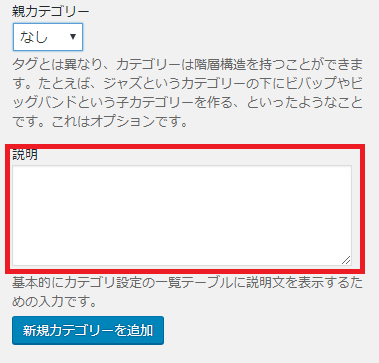 親カテゴリー
なし
タグとは異なり、カテゴリーは階層構造を持つことができま
す。たとえば、ジャズというカテゴリーの下にビバップやビ
ッグバンドという子カテゴリーを作る、といったようなこと
です。これはオプションです。
説明
基本的にカテゴリ設定の一覧テーブルに説明文を表示するた
めの入力です。
新規カテゴリーを追加